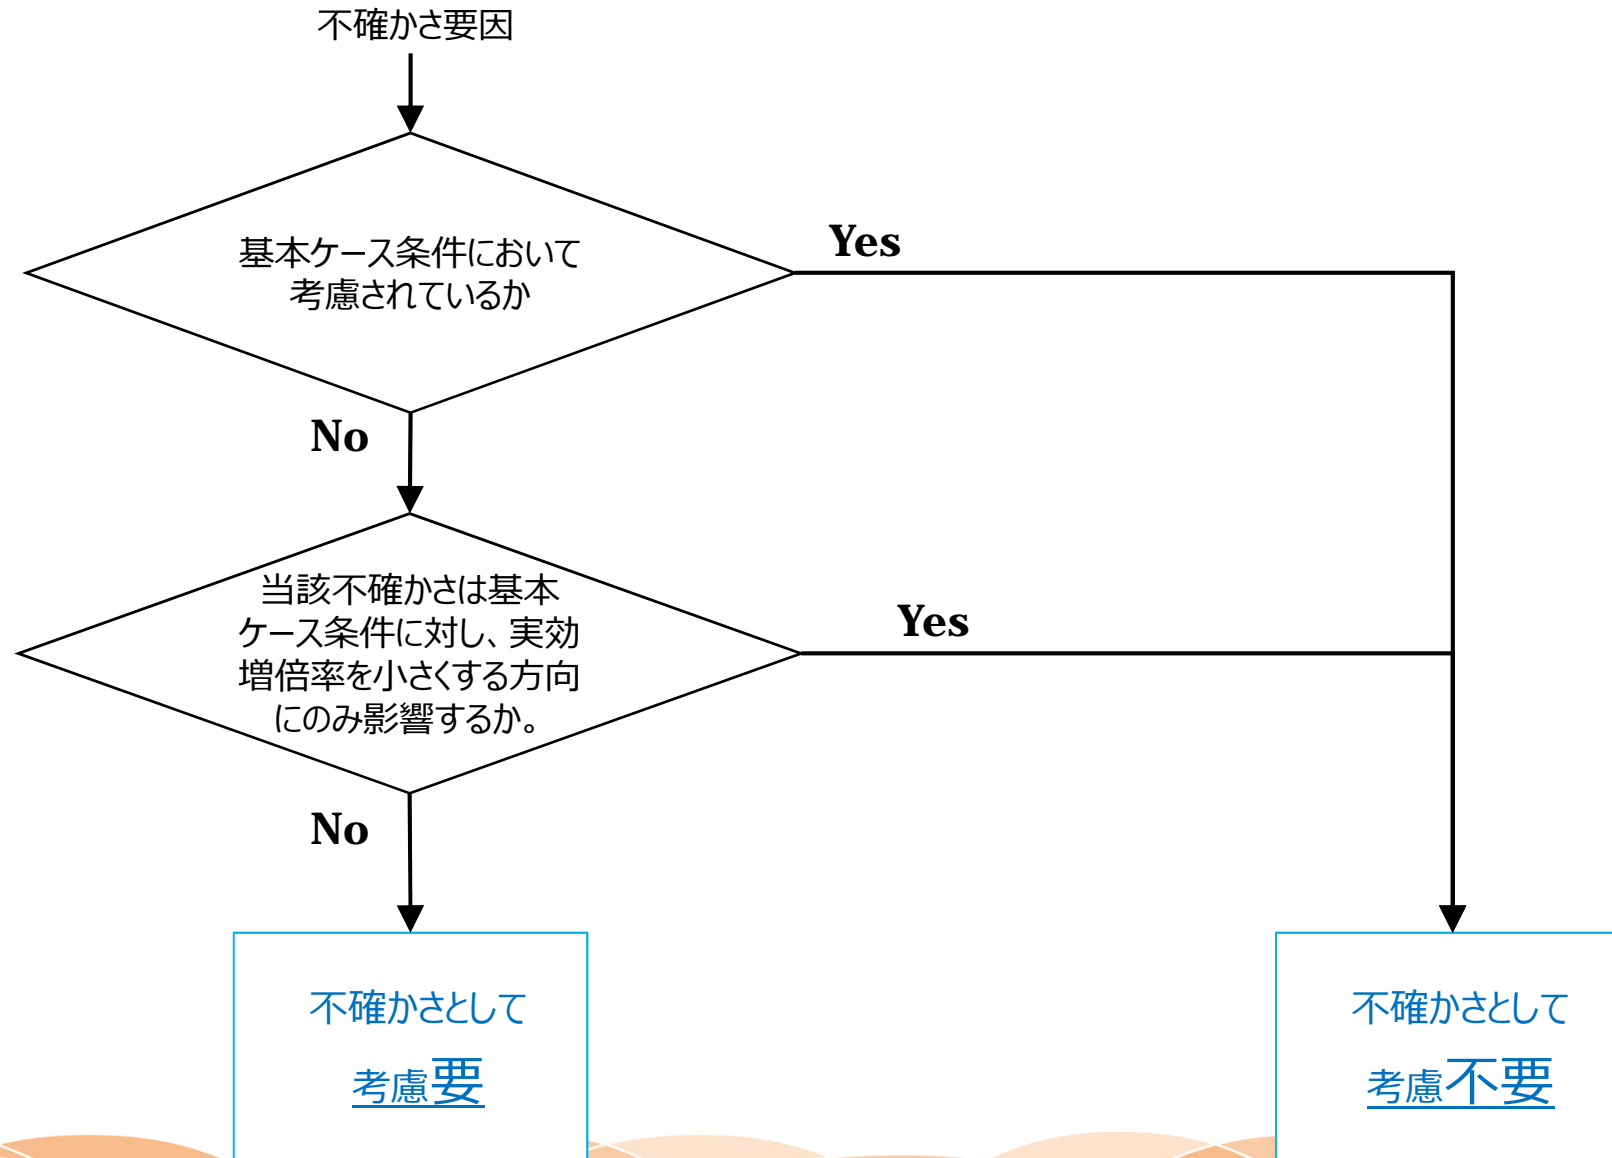 不確かさ要因
基本ケース条件において
考慮されているか
Yes
No
当該不確かさは基本
ケース条件に対し、実効
増倍率を小さくする方向
にのみ影響するか。
Yes
No
不確かさとして
考慮要
不確かさとして
考慮不要